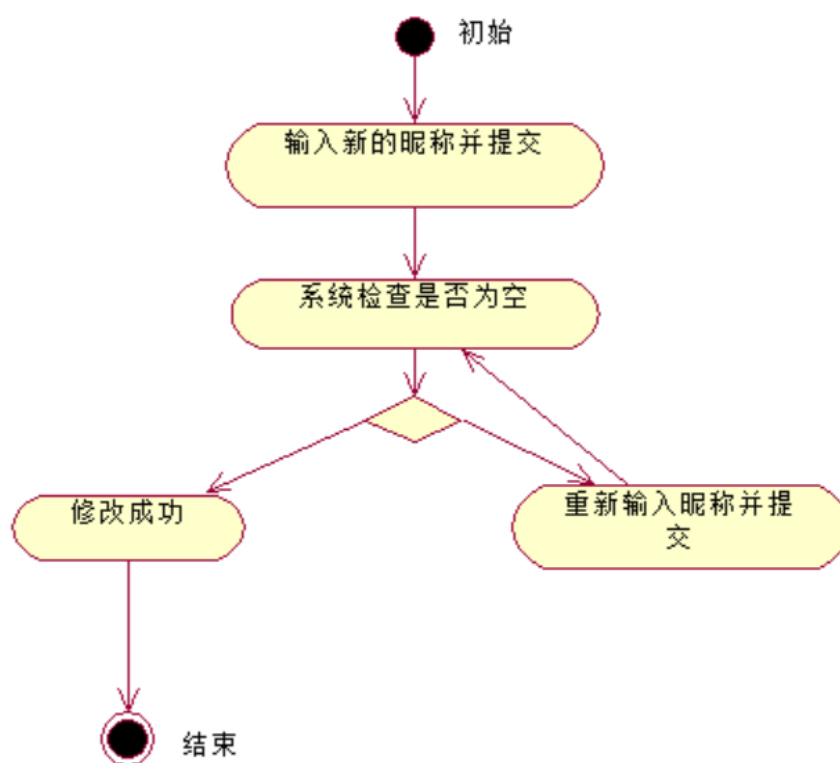 初始
输入新的昵称并提交
系统检查是否为空
修改成功
重新输入昵称并提
交
结束